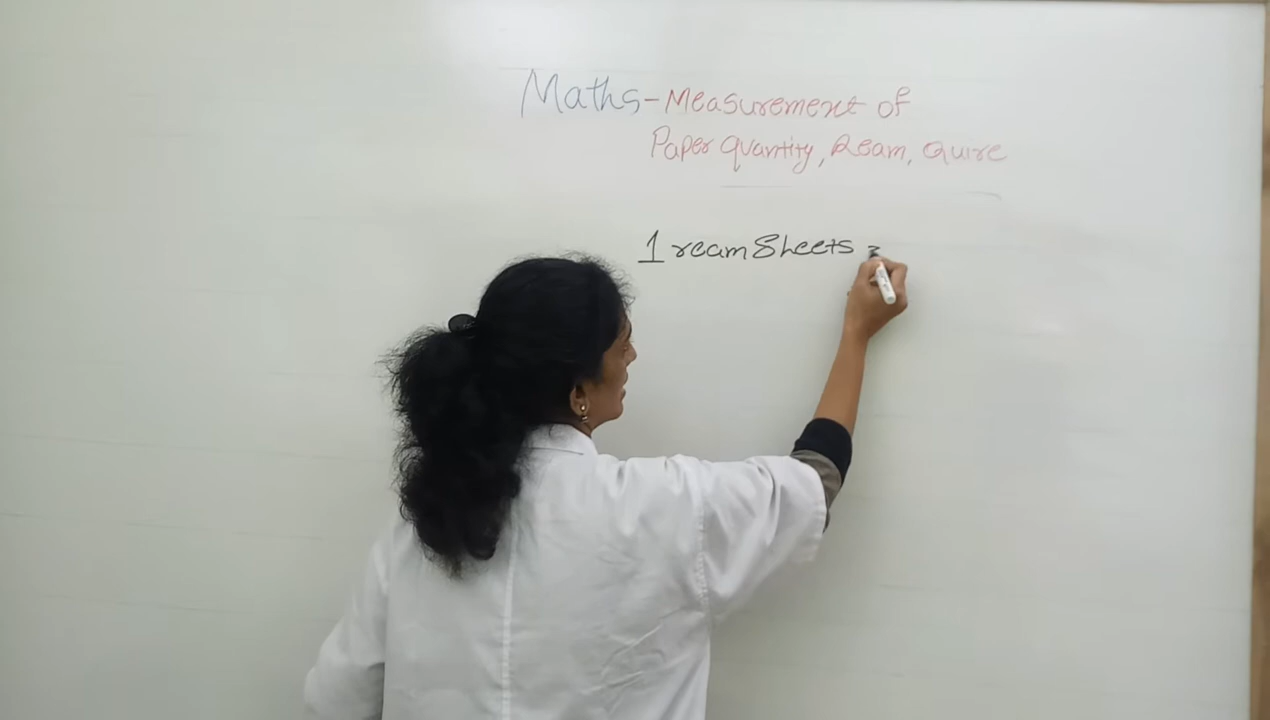 Maths - Measurement of
Paper quantity, Ream, Quire
1 ream Sheets =